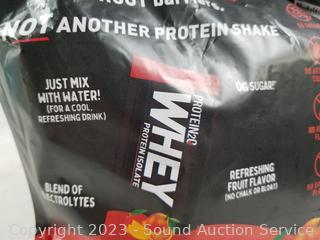 NOT ANOTHER PROTEIN SHAKE
JUST MIX
WITH WATER!
(FOR A COOL,
REFRESHING DRINK)
0G SUGAR!
PROTEIN2O
WHEY
PROTEIN ISOLATE
REFRESHING
FRUIT FLAVOR
(NO CHALK OR BLOAT)
BLEND OF
ELECTROLYTES
Copyright 2023 - Sound Auction Service